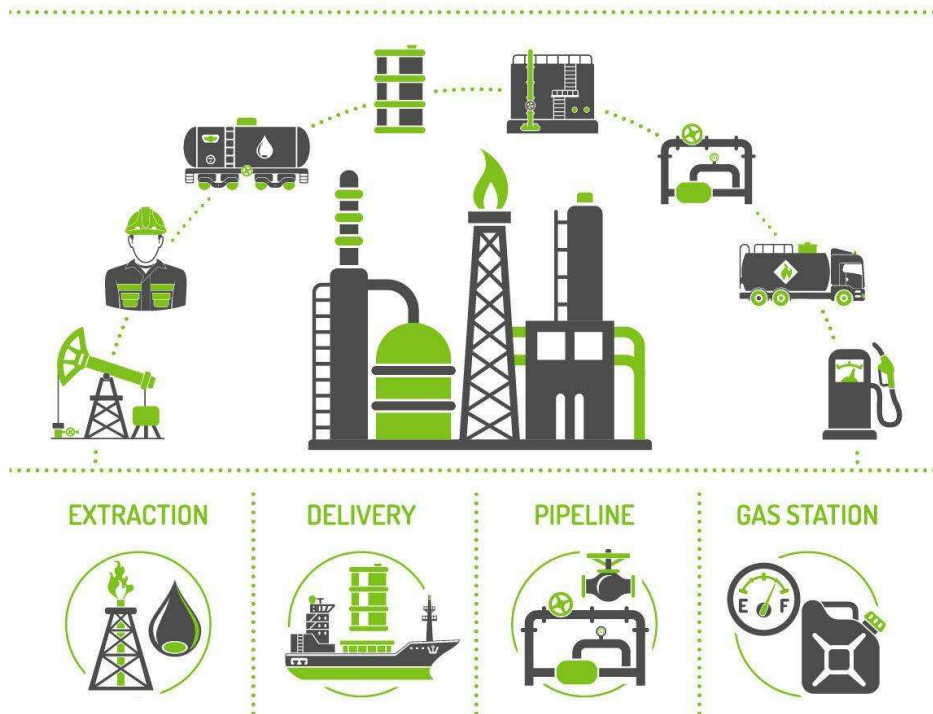 EXTRACTION
DELIVERY
PIPELINE
GAS STATION
E F